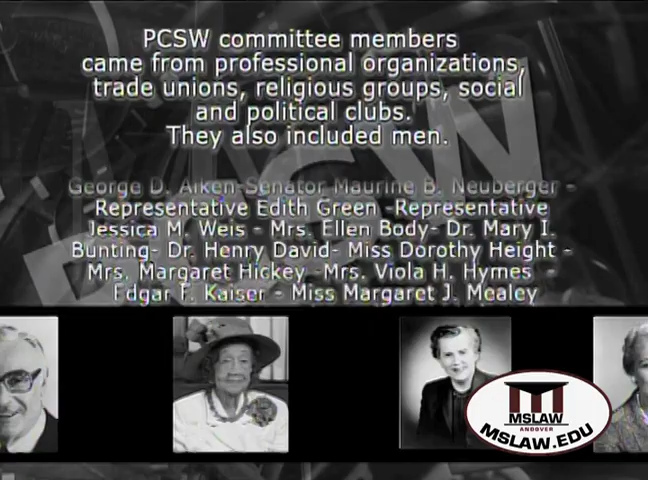 PCSW committee members
came from professional organizations,
trade unions, religious groups, social
and political clubs.
They also included men.
George D. Aiken-Senator Maurine B. Neuberger -
Representative Edith Green -Representative
Jessica M. Weis - Mrs. Ellen Body- Dr. Mary I.
Bunting- Dr. Henry David- Miss Dorothy Height -
Mrs. Margaret Hickey -Mrs. Viola H. Hymes -
Edgar F. Kaiser - Miss Margaret J. Mealey
MSLAW
ANDOVER
MSLAW.EDU